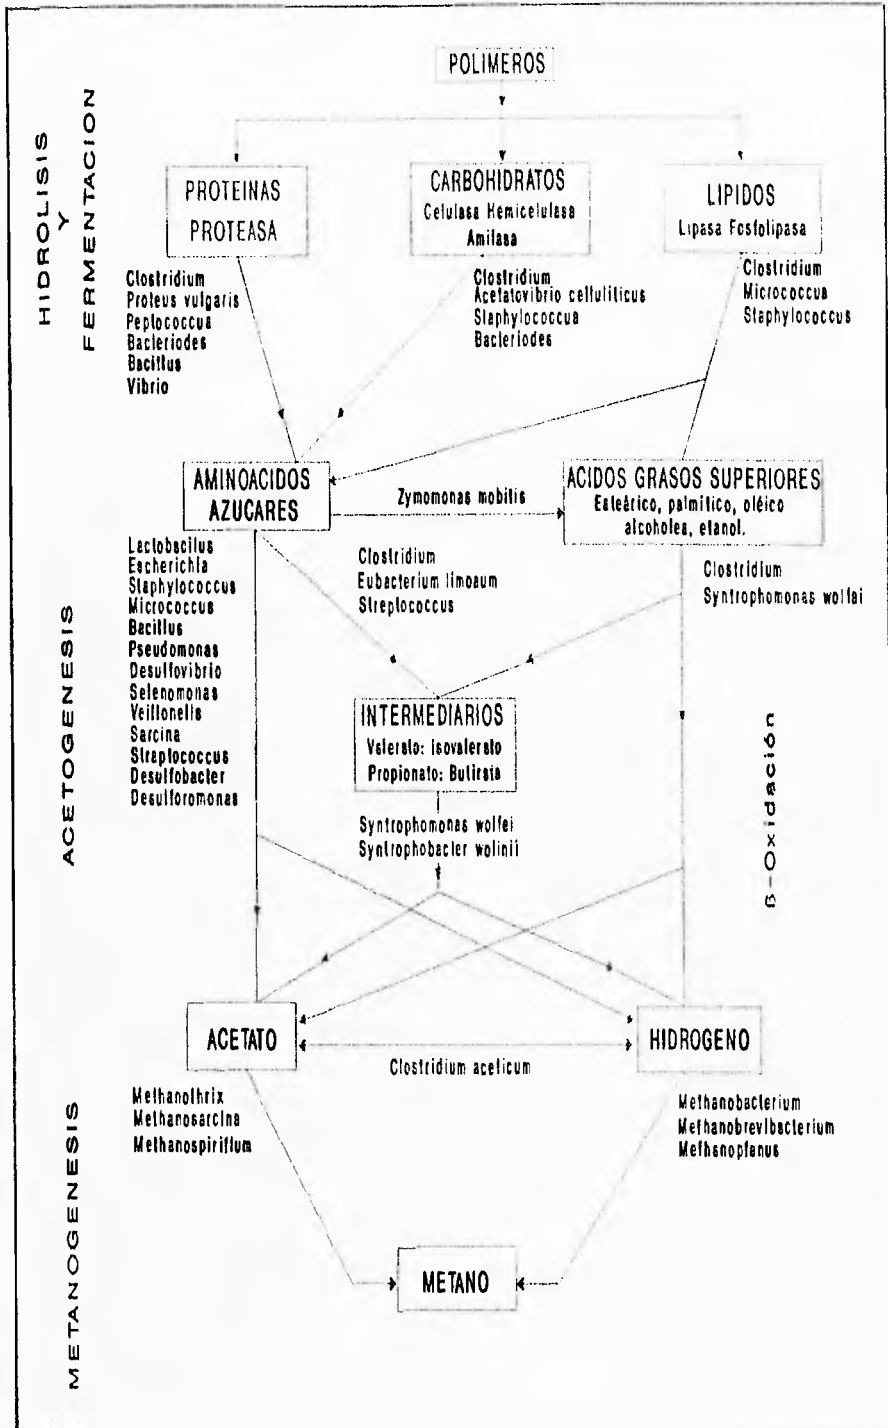 POLIMEROS
HIDROLISIS
Y
FERMENTACION
PROTEINAS
PROTEASA
CARBOHIDRATOS
Celulasa Hemicelulasa
Amilasa
LIPIDOS
Lipasa Fosfolipasa
Clostridium
Proteus vulgaris
Peplococcus
Bacteriodes
Bacillus
Vibrio
Clostridium
Acetatovibrio celluliticus
Staphylococcus
Bacteriodes
Clostridium
Micrococcus
Staphylococcus
AMINOACIDOS
AZUCARES
Zymomonas mobilis
ACIDOS GRASOS SUPERIORES
Esteárico, palmítico, oléico
alcoholes, etanol.
ACETOGENESIS
Lactobacilus
Escherichia
Staphylococcus
Micrococcus
Bacillus
Pseudomonas
Desulfovibrio
Selenomonas
Veillonells
Sarcina
Straptococcus
Desulfobacter
Desulforomonas
Clostridium
Eubacterium limosum
Streptococcus
Clostridium
Syntrophomonas wolfei
INTERMEDIARIOS
Valerato: Isovalerato
Propionato: Butirato
Syntrophomonas wolfei
Syntrophobacter wolinii
β-Oxidación
ACETATO
Clostridium aceticum
HIDROGENO
METANOGENESIS
Methanothrix
Methanosarcina
Methanospirillum
Methanobacterium
Methanobrevibacterium
Methanoplanus
METANO